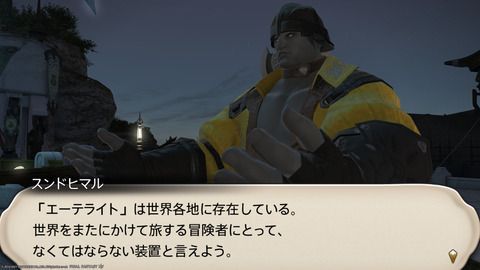 スンドヒマル
「エーテライト」は世界各地に存在している。
世界をまたにかけて旅する冒険者にとって、
なくてはならない装置と言えよう。
FINAL FANTASY XIV